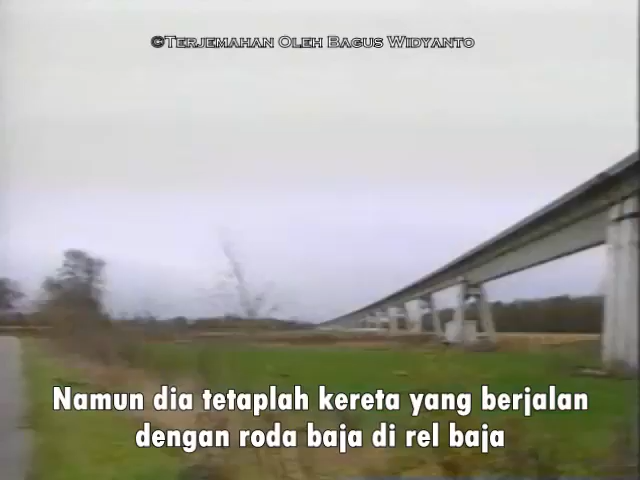 ©Terjemahan Oleh Bagus Widyanto
Namun dia tetaplah kereta yang berjalan
dengan roda baja di rel baja